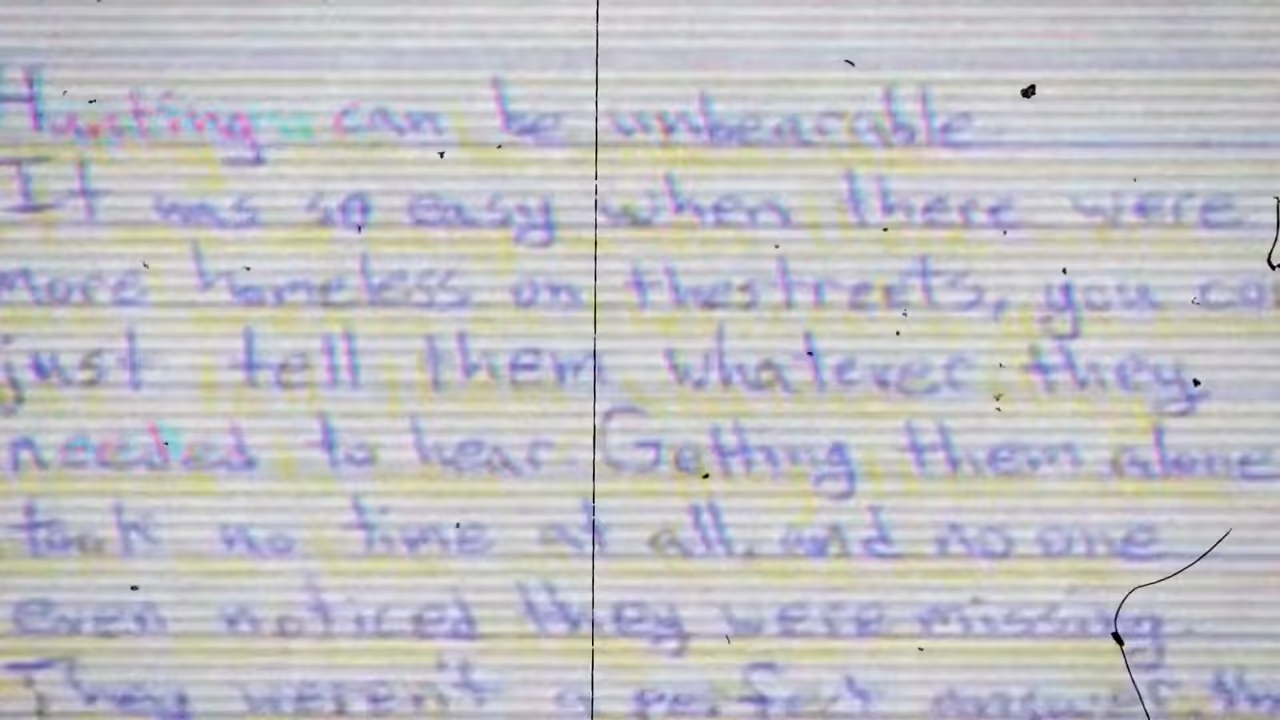 Hunting can be unbearable
It was so easy when there were
more homeless on thestreets, you
just tell them whatever they
needed to hear. Getting them alone
took no time at all, and no one
even noticed they were missing.
They weren't a perfect answer,